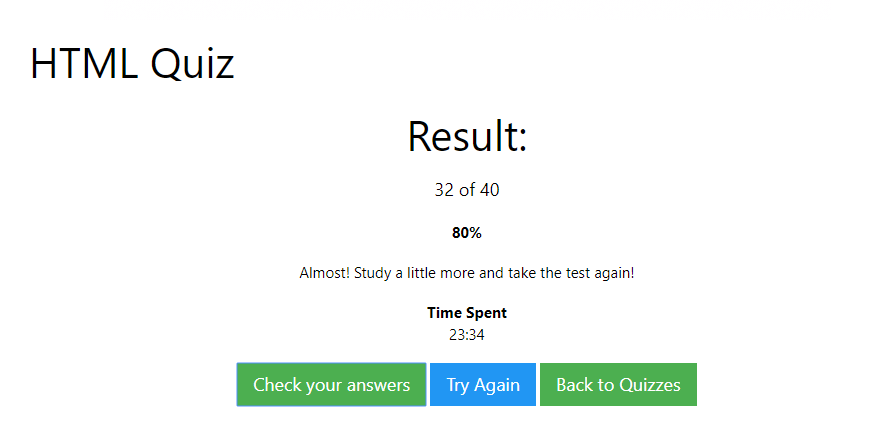 HTML Quiz
Result:
32 of 40
80%
Almost! Study a little more and take the test again!
Time Spent
23:34
Check your answers Try Again Back to Quizzes